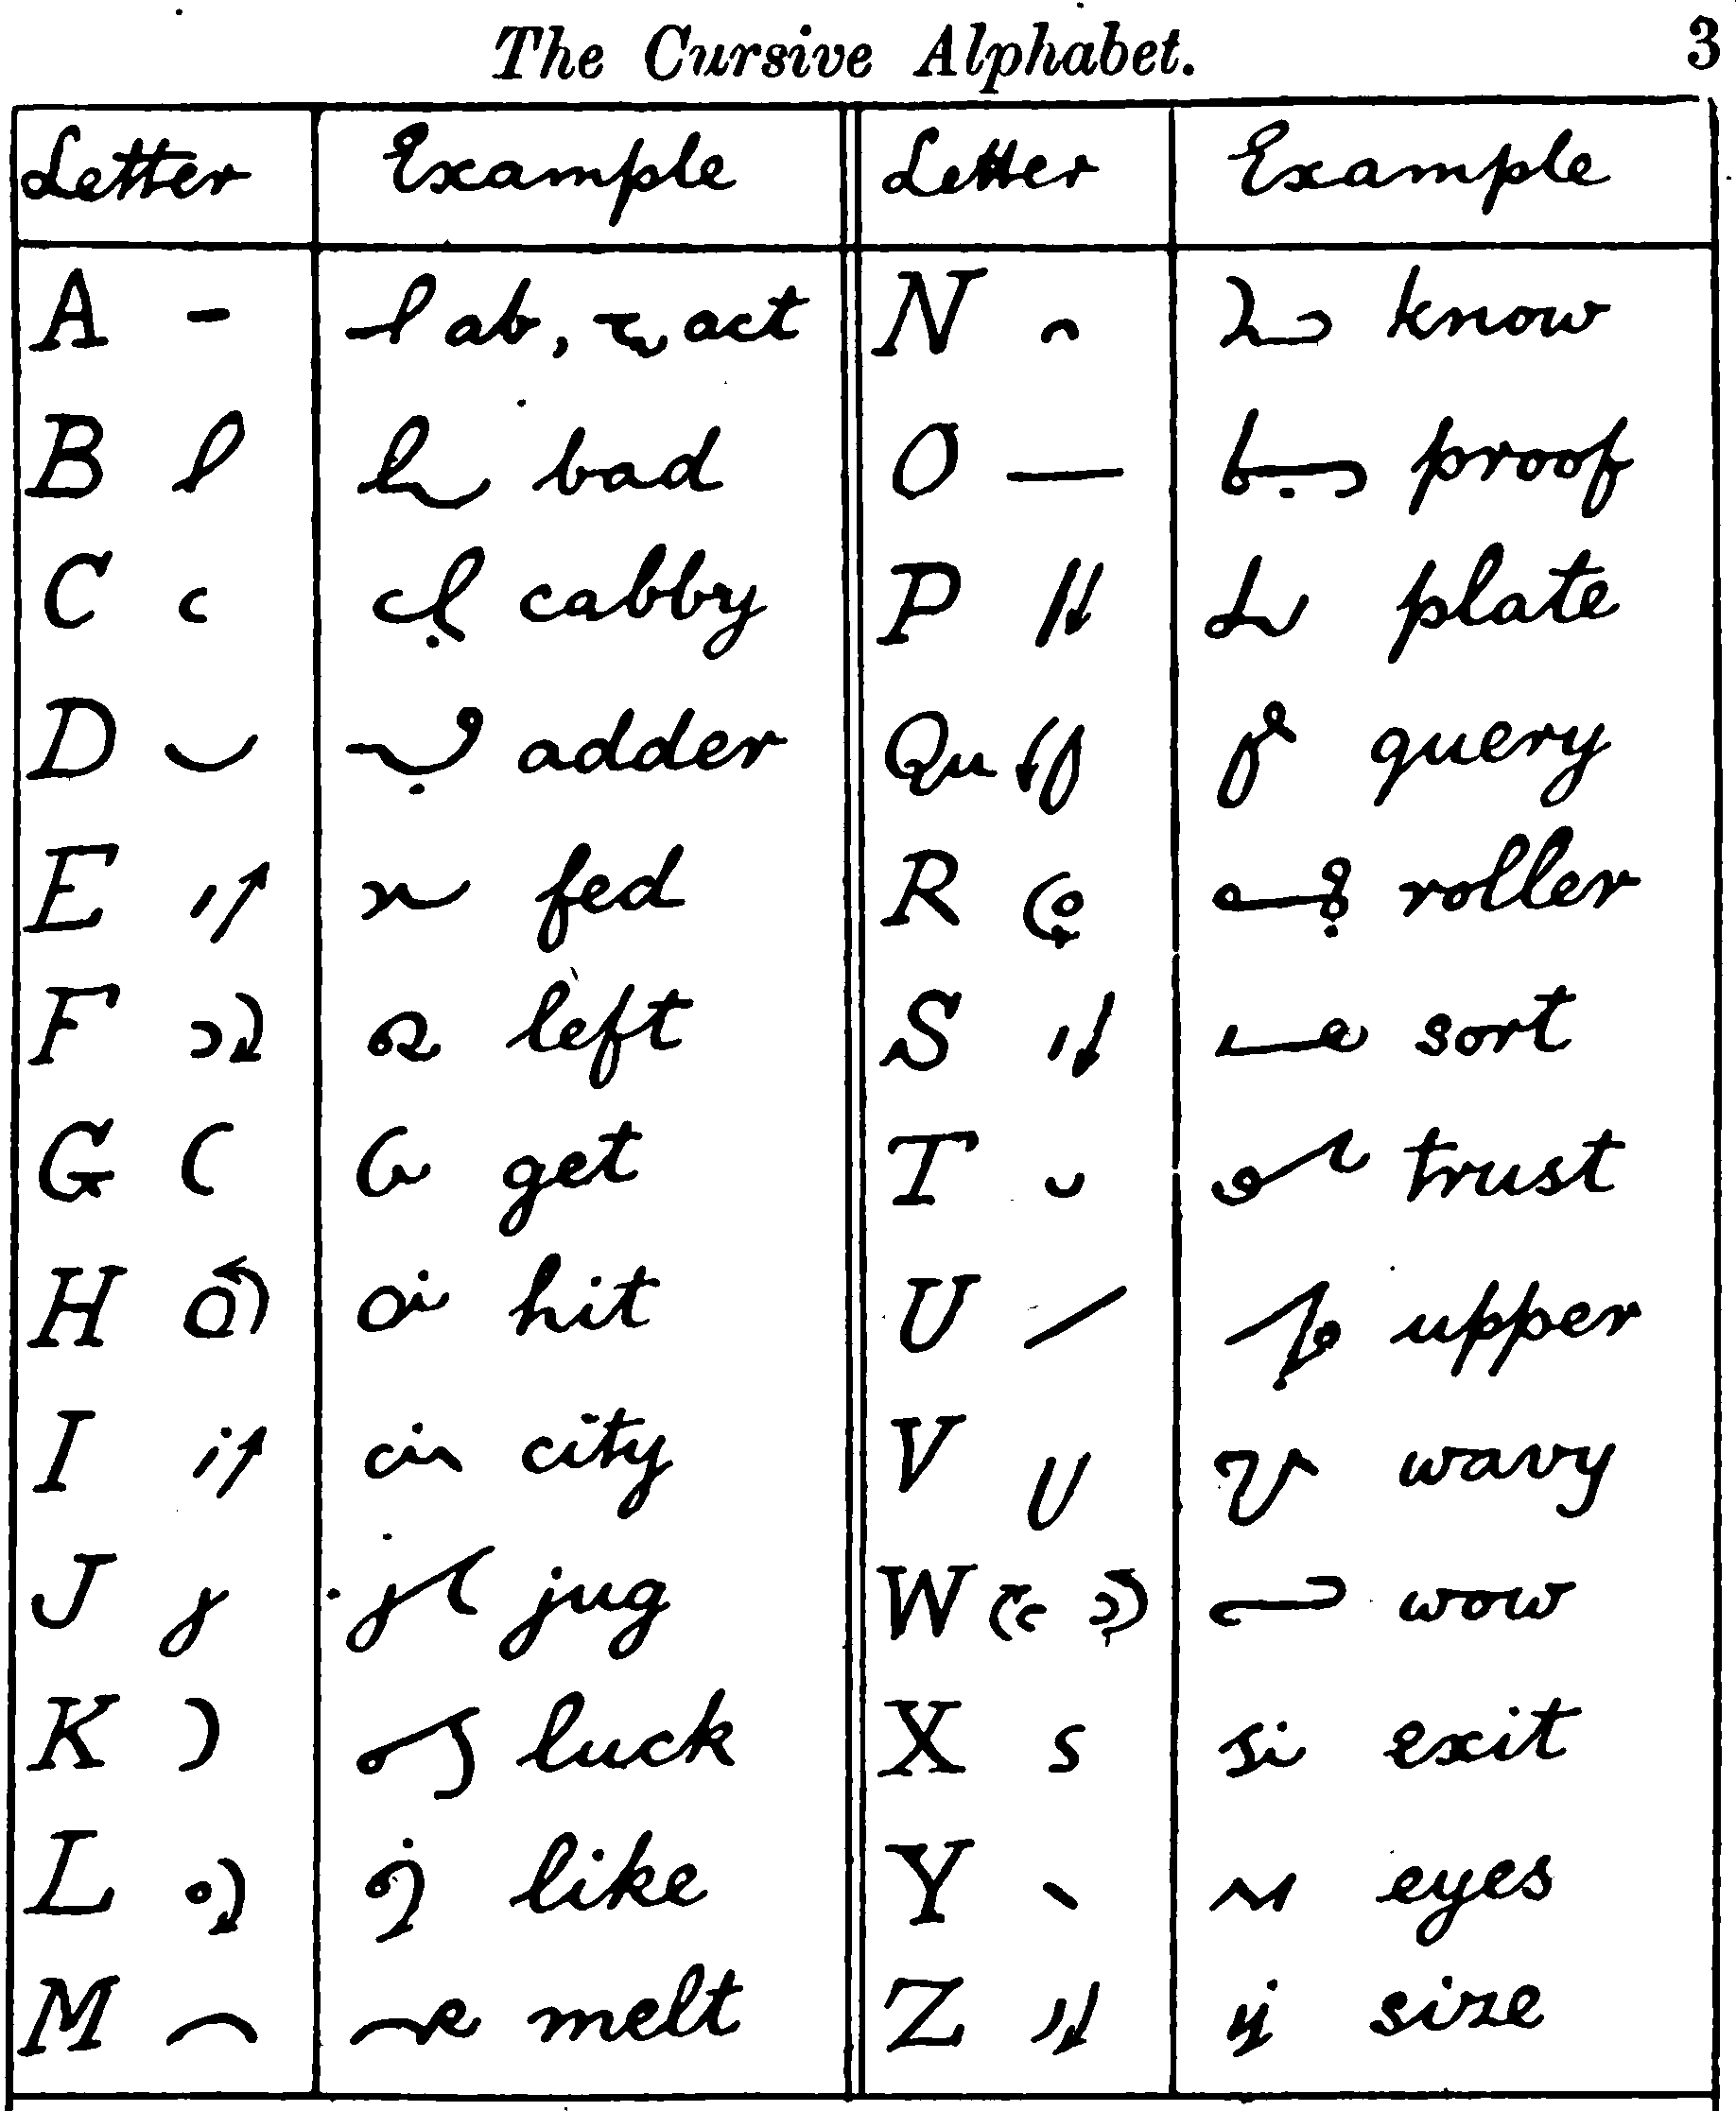 The Cursive Alphabet. 3
Letter Example Letter Example
A ab, act N know
B bad O proof
C cabby P plate
D adder Qu query
E fed R roller
F left S sort
G get T trust
H hit U upper
I city V wavy
J jug W wow
K luck X exit
L like Y eyes
M melt Z size